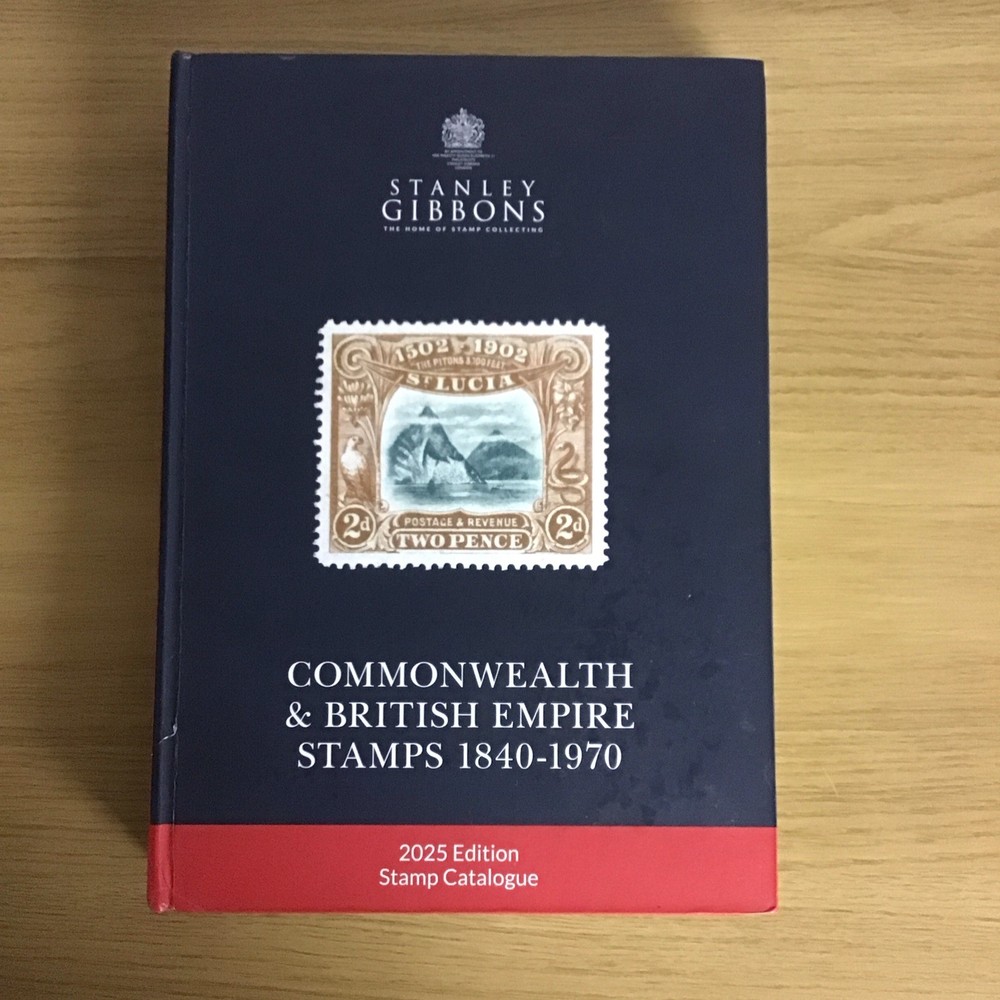 STANLEY
GIBBONS
THE HOME OF STAMP COLLECTING
1502 1902
THE PITONS
ST LUCIA
2d
POSTAGE & REVENUE
2d
TWO PENCE
COMMONWEALTH
& BRITISH EMPIRE
STAMPS 1840-1970
2025 Edition
Stamp Catalogue